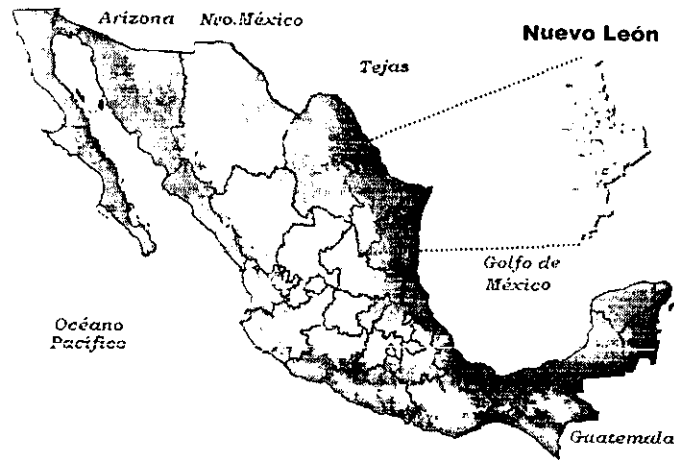 Arizona Nvo.México
Nuevo León
Tejas
Golfo de
México
Océano
Pacífico
Guatemala